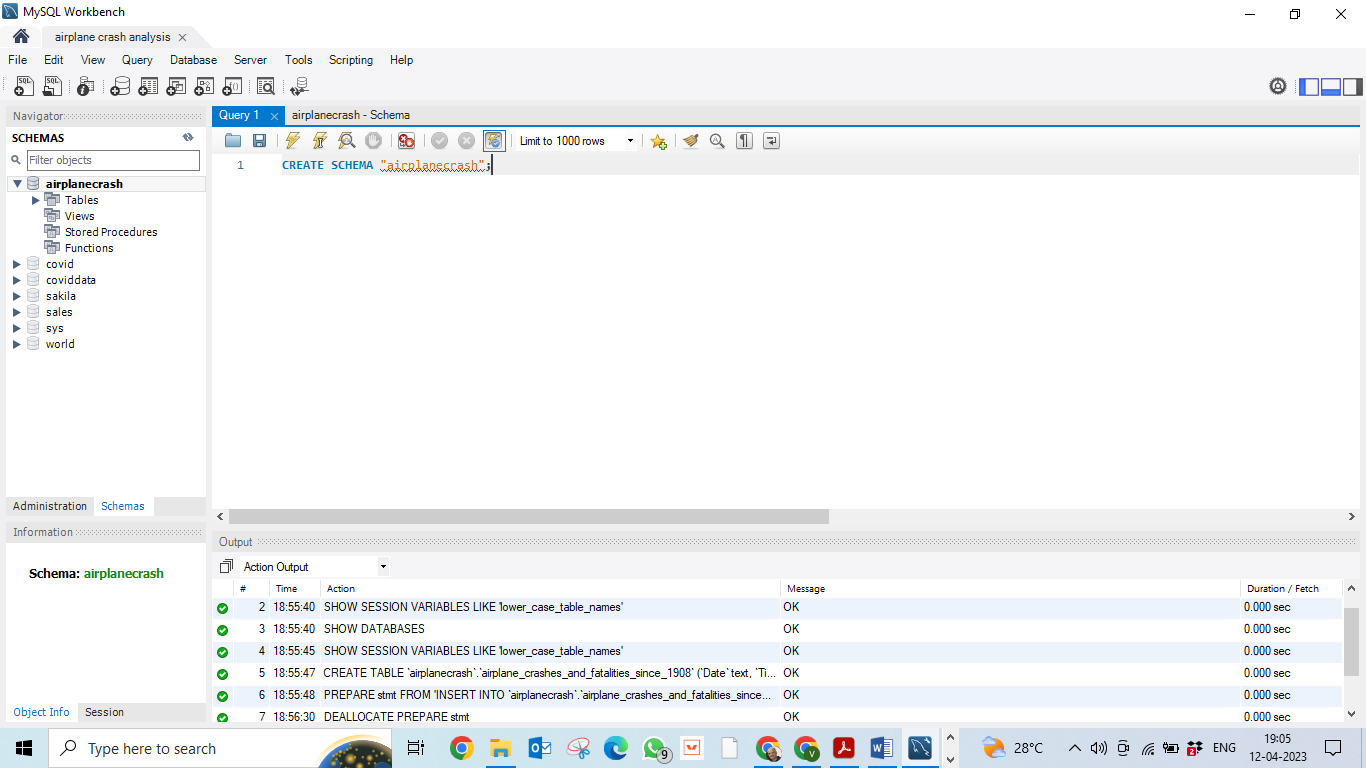 MySQL Workbench
airplane crash analysis
File Edit View Query Database Server Tools Scripting Help
Navigator
SCHEMAS
Filter objects
airplanecrash
Tables
Views
Stored Procedures
Functions
covid
coviddata
sakila
sales
sys
world
Administration Schemas
Information
Schema: airplanecrash
Object Info Session
Query 1 airplanecrash - Schema
Limit to 1000 rows
1 CREATE SCHEMA "airplanecrash";
Output
Action Output
# Time Action Message Duration / Fetch
2 18:55:40 SHOW SESSION VARIABLES LIKE 'lower_case_table_names' OK 0.000 sec
3 18:55:40 SHOW DATABASES OK 0.000 sec
4 18:55:45 SHOW SESSION VARIABLES LIKE 'lower_case_table_names' OK 0.000 sec
5 18:55:47 CREATE TABLE `airplanecrash`.`airplane_crashes_and_fatalities_since_1908` (`Date` text, `Ti... OK 0.000 sec
6 18:55:48 PREPARE stmt FROM 'INSERT INTO `airplanecrash`.`airplane_crashes_and_fatalities_since... OK 0.000 sec
7 18:56:30 DEALLOCATE PREPARE stmt OK 0.000 sec
Type here to search
9
28°C
2
ENG
19:05
12-04-2023